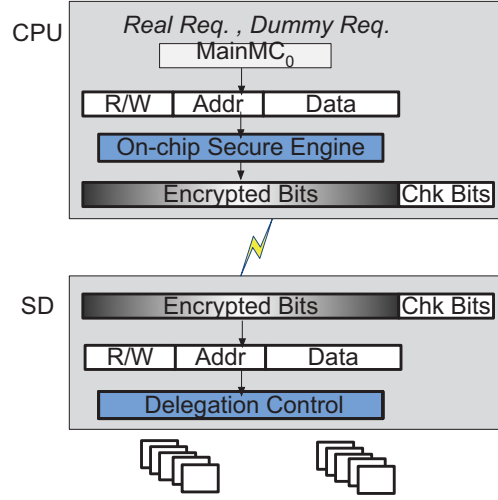 CPU
Real Req. , Dummy Req.
MainMC0
R/W Addr Data
On-chip Secure Engine
Encrypted Bits Chk Bits
SD
Encrypted Bits Chk Bits
R/W Addr Data
Delegation Control